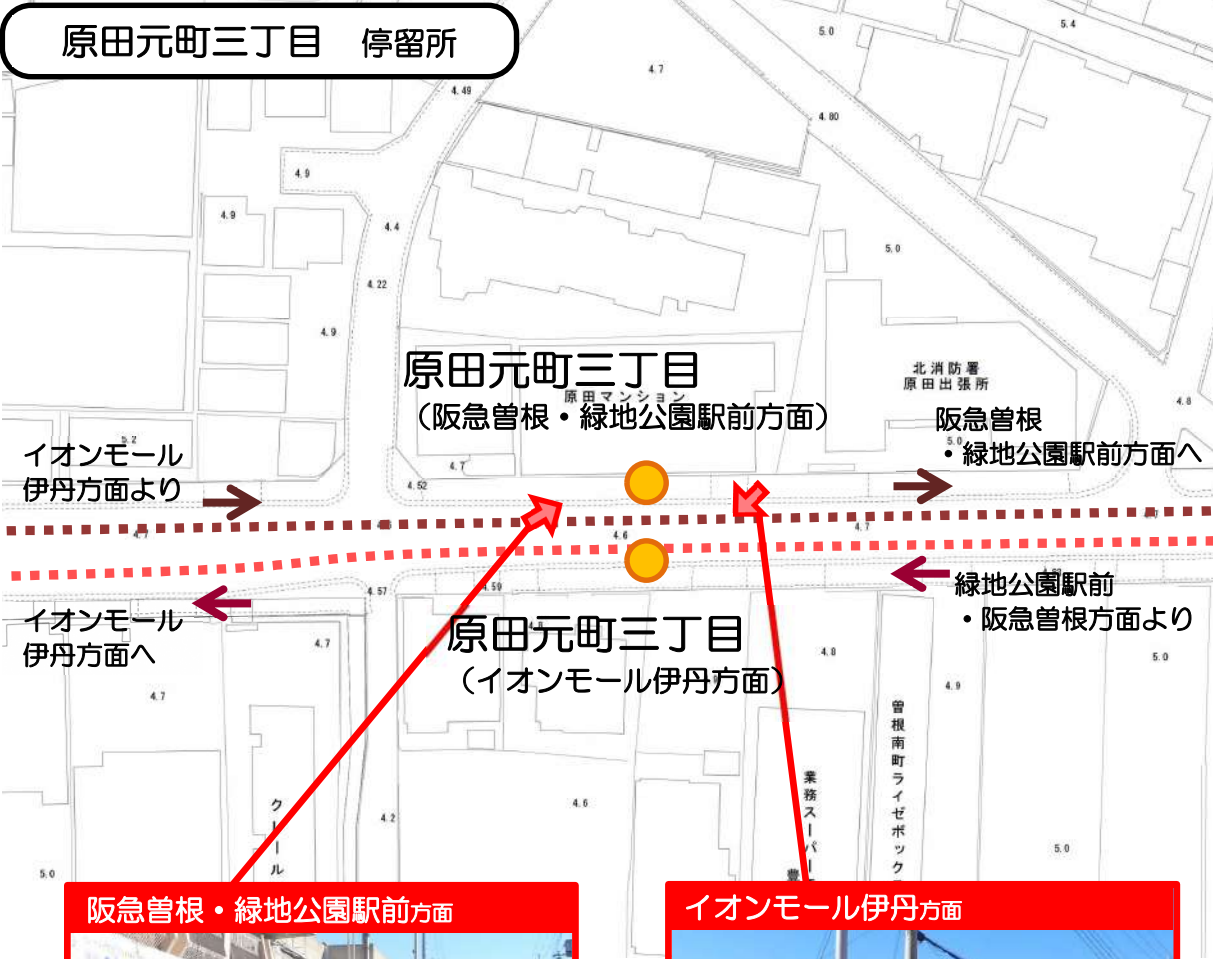 原田元町三丁目　停留所
5.4
5.0
4.7
4.49
4.80
4.9
4.9
4.4
5.0
4.22
4.9
原田元町三丁目
原田マンション
（阪急曽根・緑地公園駅前方面）
北消防署
原田出張所
4.8
阪急曽根
・緑地公園駅前方面へ
5.0
5.2
イオンモール
伊丹方面より
4.7
4.52
4.7
4.6
4.7
4.57
4.59
イオンモール
伊丹方面へ
緑地公園駅前
・阪急曽根方面より
原田元町三丁目
（イオンモール伊丹方面）
4.7
4.8
5.0
4.7
4.9
曽根南町ライゼボックス
業務スーパー
豊
クールール
4.6
4.2
5.0
5.0
阪急曽根・緑地公園駅前方面
イオンモール伊丹方面